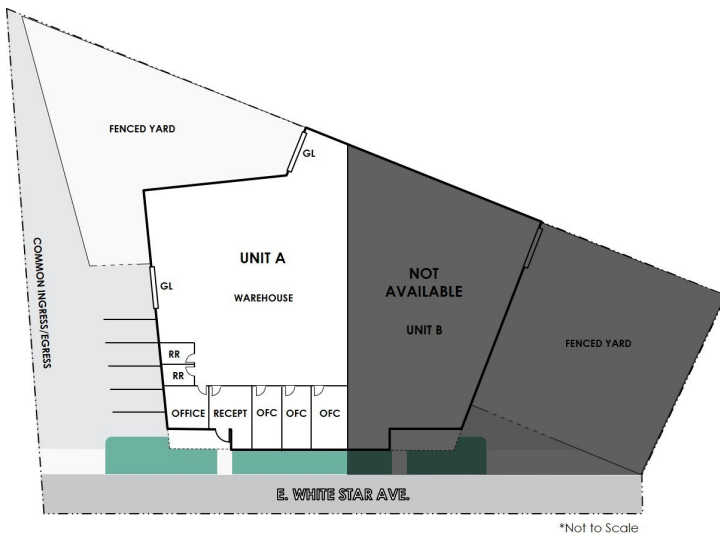 FENCED YARD
GL
UNIT A
WAREHOUSE
GL
COMMON INGRESS/EGRESS
NOT
AVAILABLE
UNIT B
FENCED YARD
RR
RR
OFFICE
RECEPT
OFC
OFC
OFC
E. WHITE STAR AVE.
*Not to Scale